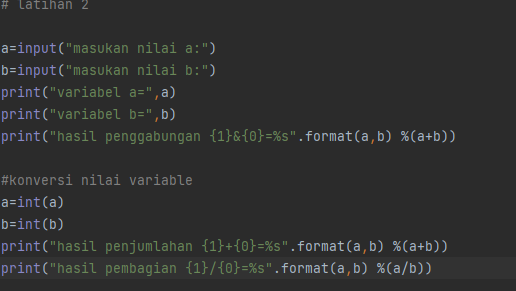 # latihan 2
a=input("masukan nilai a:")
b=input("masukan nilai b:")
print("variabel a=",a)
print("variabel b=",b)
print("hasil penggabungan {1}&{0}=%s".format(a,b) %(a+b))
#konversi nilai variable
a=int(a)
b=int(b)
print("hasil penjumlahan {1}+{0}=%s".format(a,b) %(a+b))
print("hasil pembagian {1}/{0}=%s".format(a,b) %(a/b))